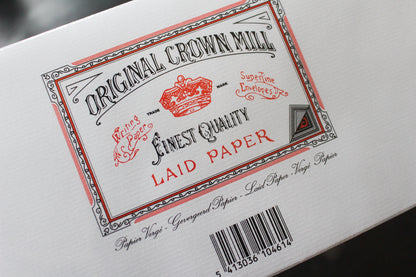 ORIGINAL CROWN MILL
TRADE MARK
Superfine
Envelopes
Writing
FINEST QUALITY
LAID PAPER
Papier Vergé - Gevergeerd Papier - Laid Paper - Vergé Papier
5 413036 104614